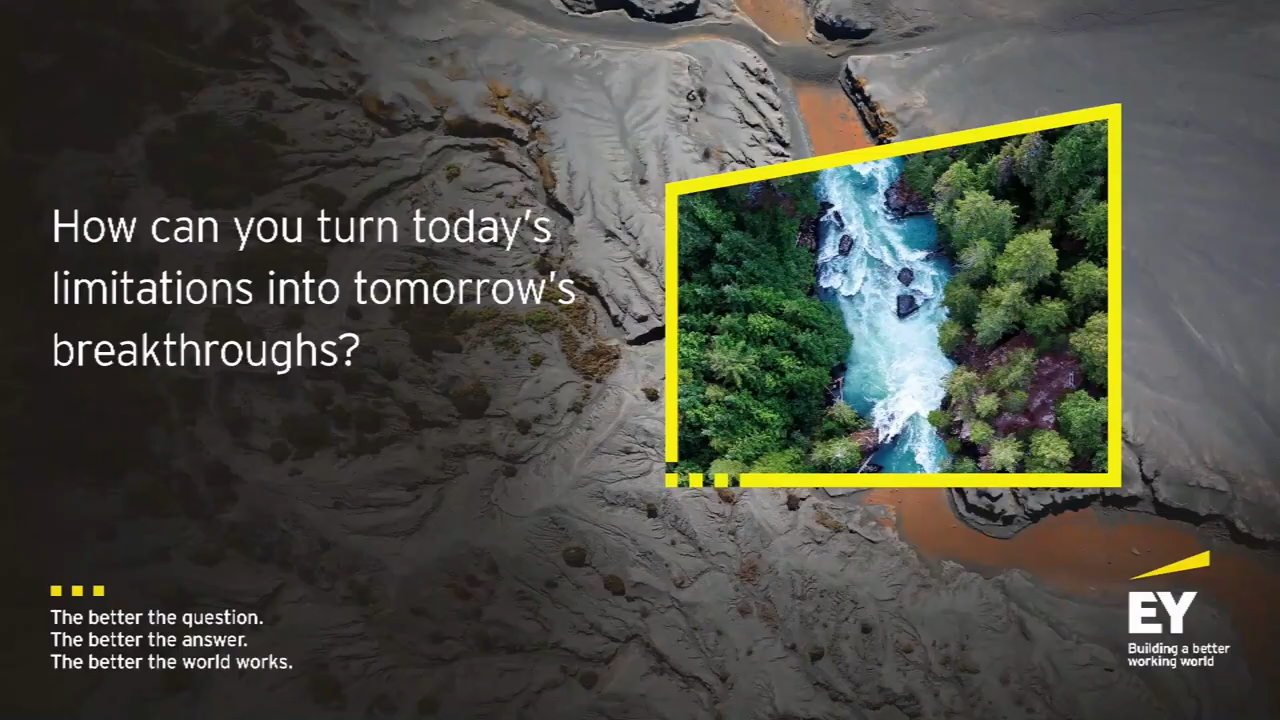 How can you turn today's
limitations into tomorrow's
breakthroughs?
The better the question.
The better the answer.
The better the world works.
EY
Building a better
working world